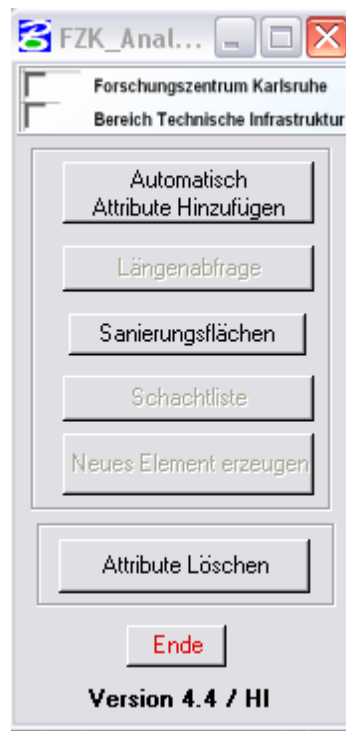 FZK_Anal...
Forschungszentrum Karlsruhe
Bereich Technische Infrastruktur
Automatisch
Attribute Hinzufügen
Längenabfrage
Sanierungsflächen
Schachtliste
Neues Element erzeugen
Attribute Löschen
Ende
Version 4.4 / HI